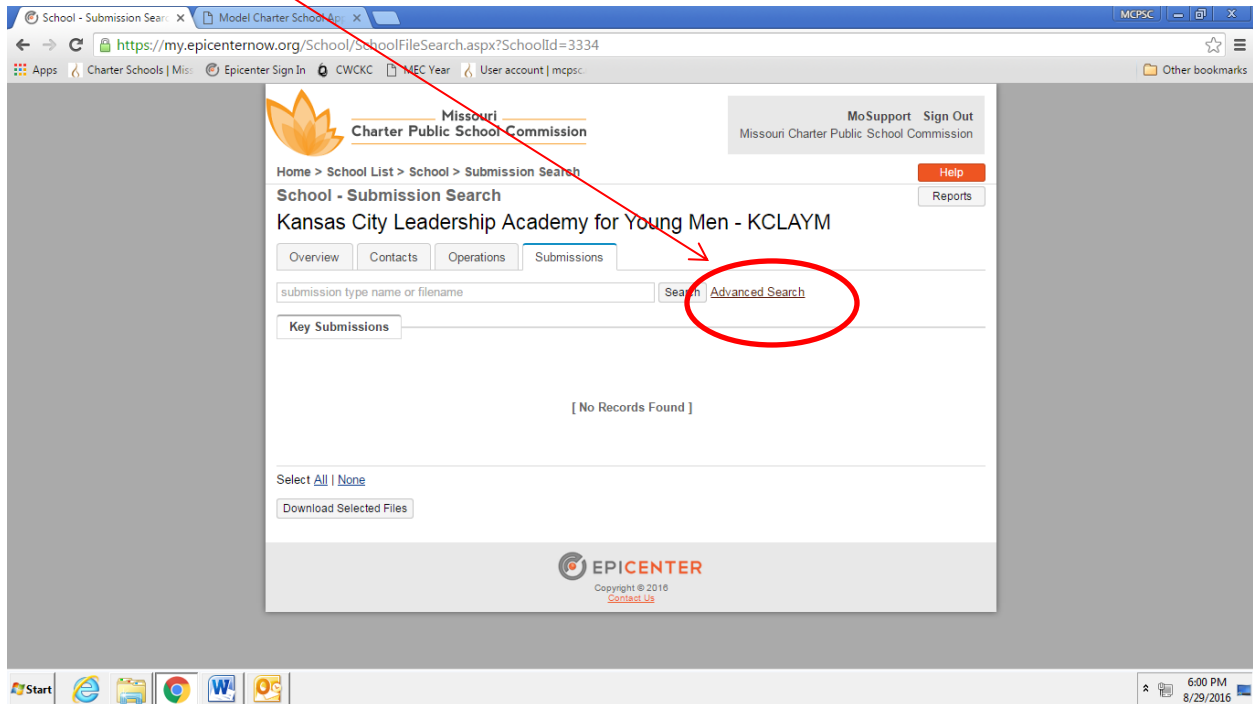 School - Submission Searc
Model Charter School Ap
MCPSC
https://my.epicenternow.org/School/SchoolFileSearch.aspx?SchoolId=3334
Apps Charter Schools | Miss Epicenter Sign In CWCKC MEC Year User account | mcpsc. Other bookmarks
Missouri
Charter Public School Commission
MoSupport Sign Out
Missouri Charter Public School Commission
Home > School List > School > Submission Search
Help
School - Submission Search
Reports
Kansas City Leadership Academy for Young Men - KCLAYM
Overview Contacts Operations Submissions
submission type name or filename Search Advanced Search
Key Submissions
[ No Records Found ]
Select All | None
Download Selected Files
EPICENTER
Copyright © 2016
Contact Us
Start
6:00 PM
8/29/2016